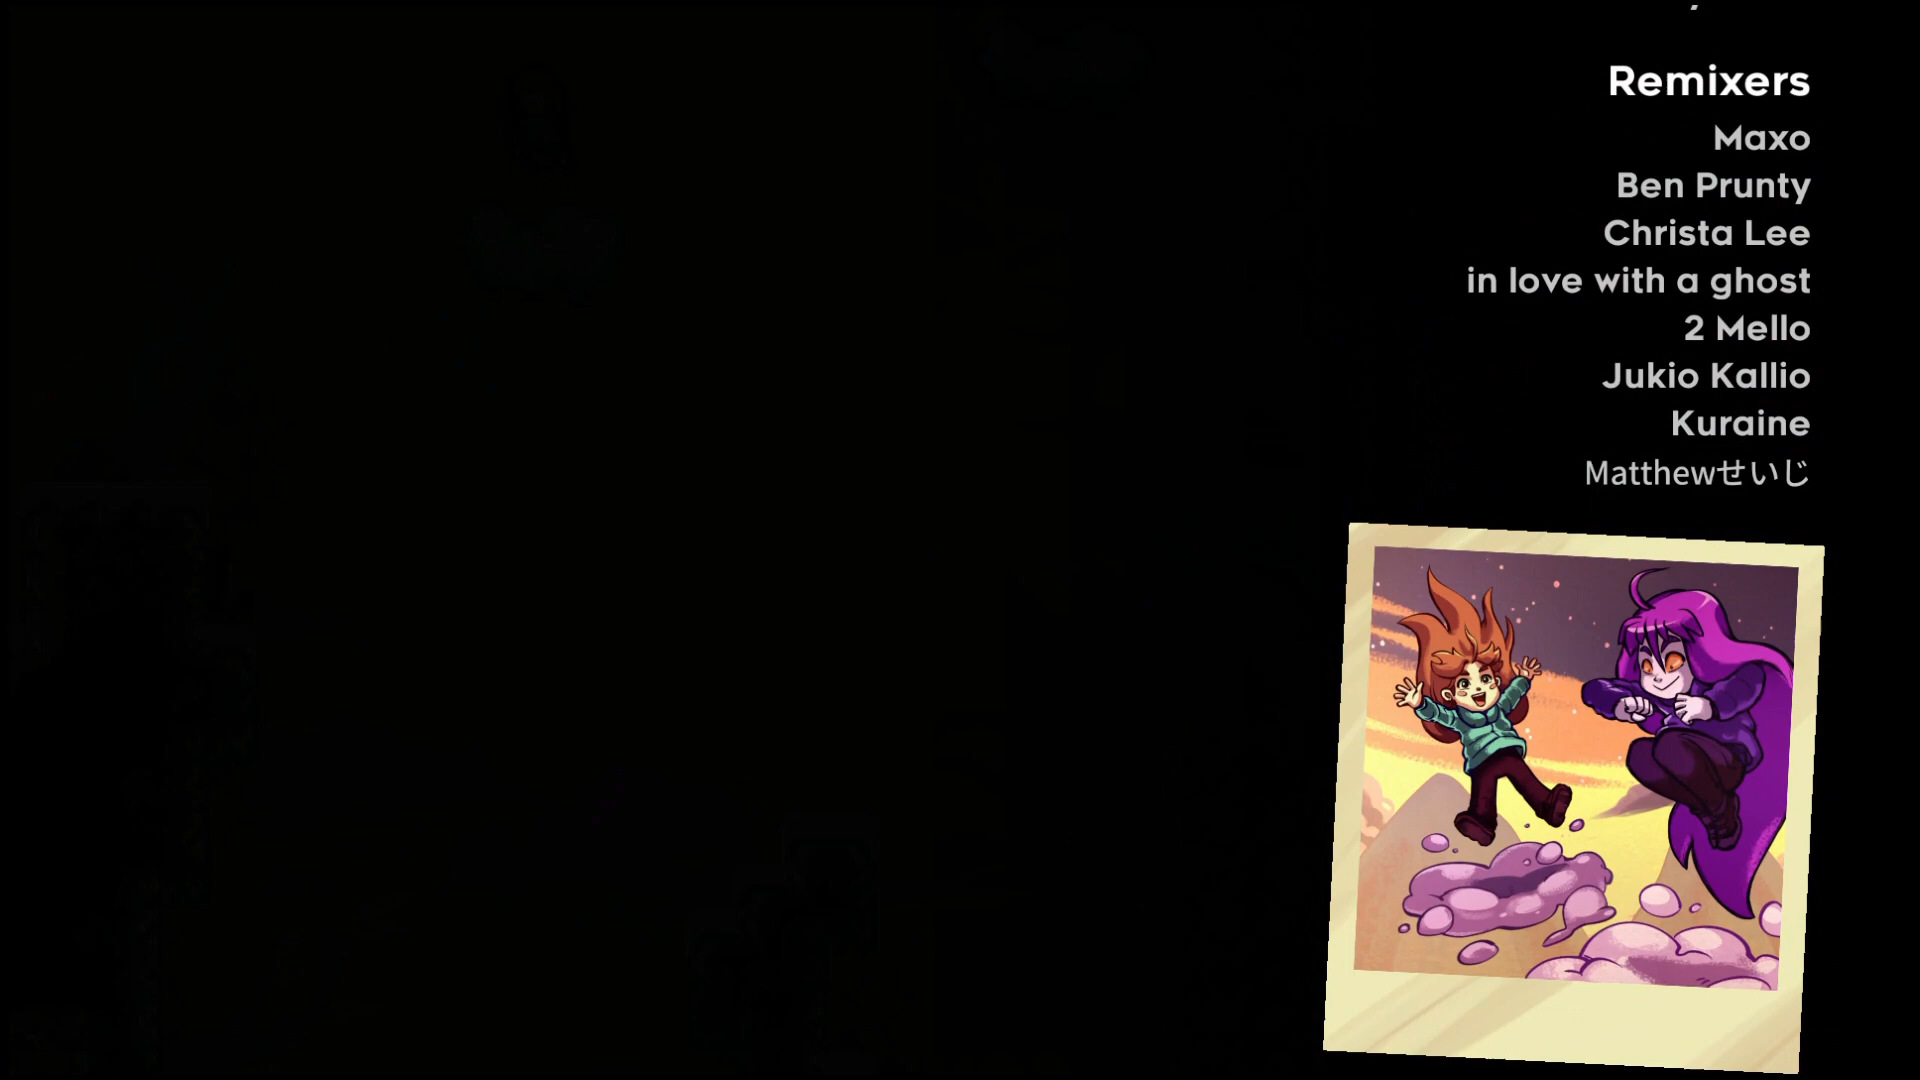 Remixers
Maxo
Ben Prunty
Christa Lee
in love with a ghost
2 Mello
Jukio Kallio
Kuraine
Matthewせいじ